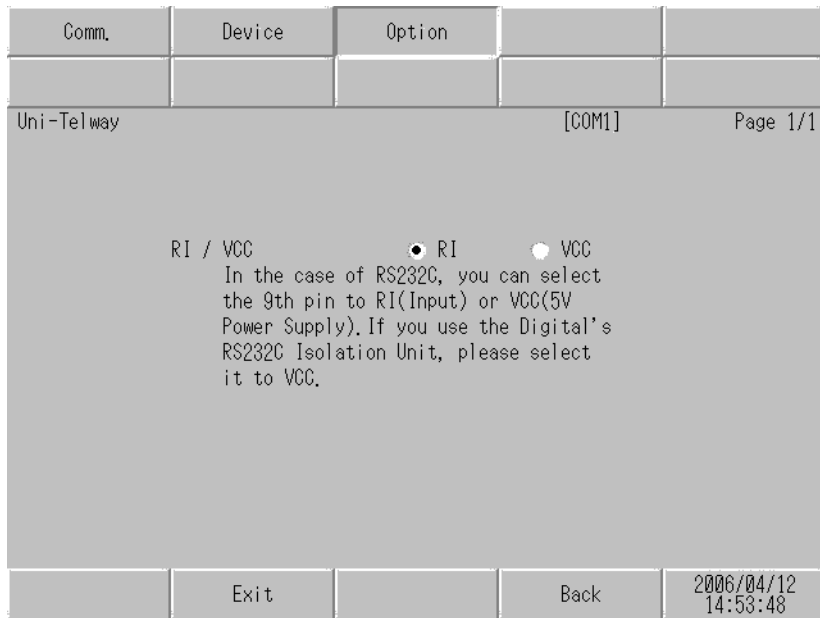 Comm. Device Option
Uni-Telway [COM1] Page 1/1
RI / VCC RI VCC
In the case of RS232C, you can select
the 9th pin to RI(Input) or VCC(5V
Power Supply). If you use the Digital's
RS232C Isolation Unit, please select
it to VCC.
Exit Back 2006/04/12
14:53:48